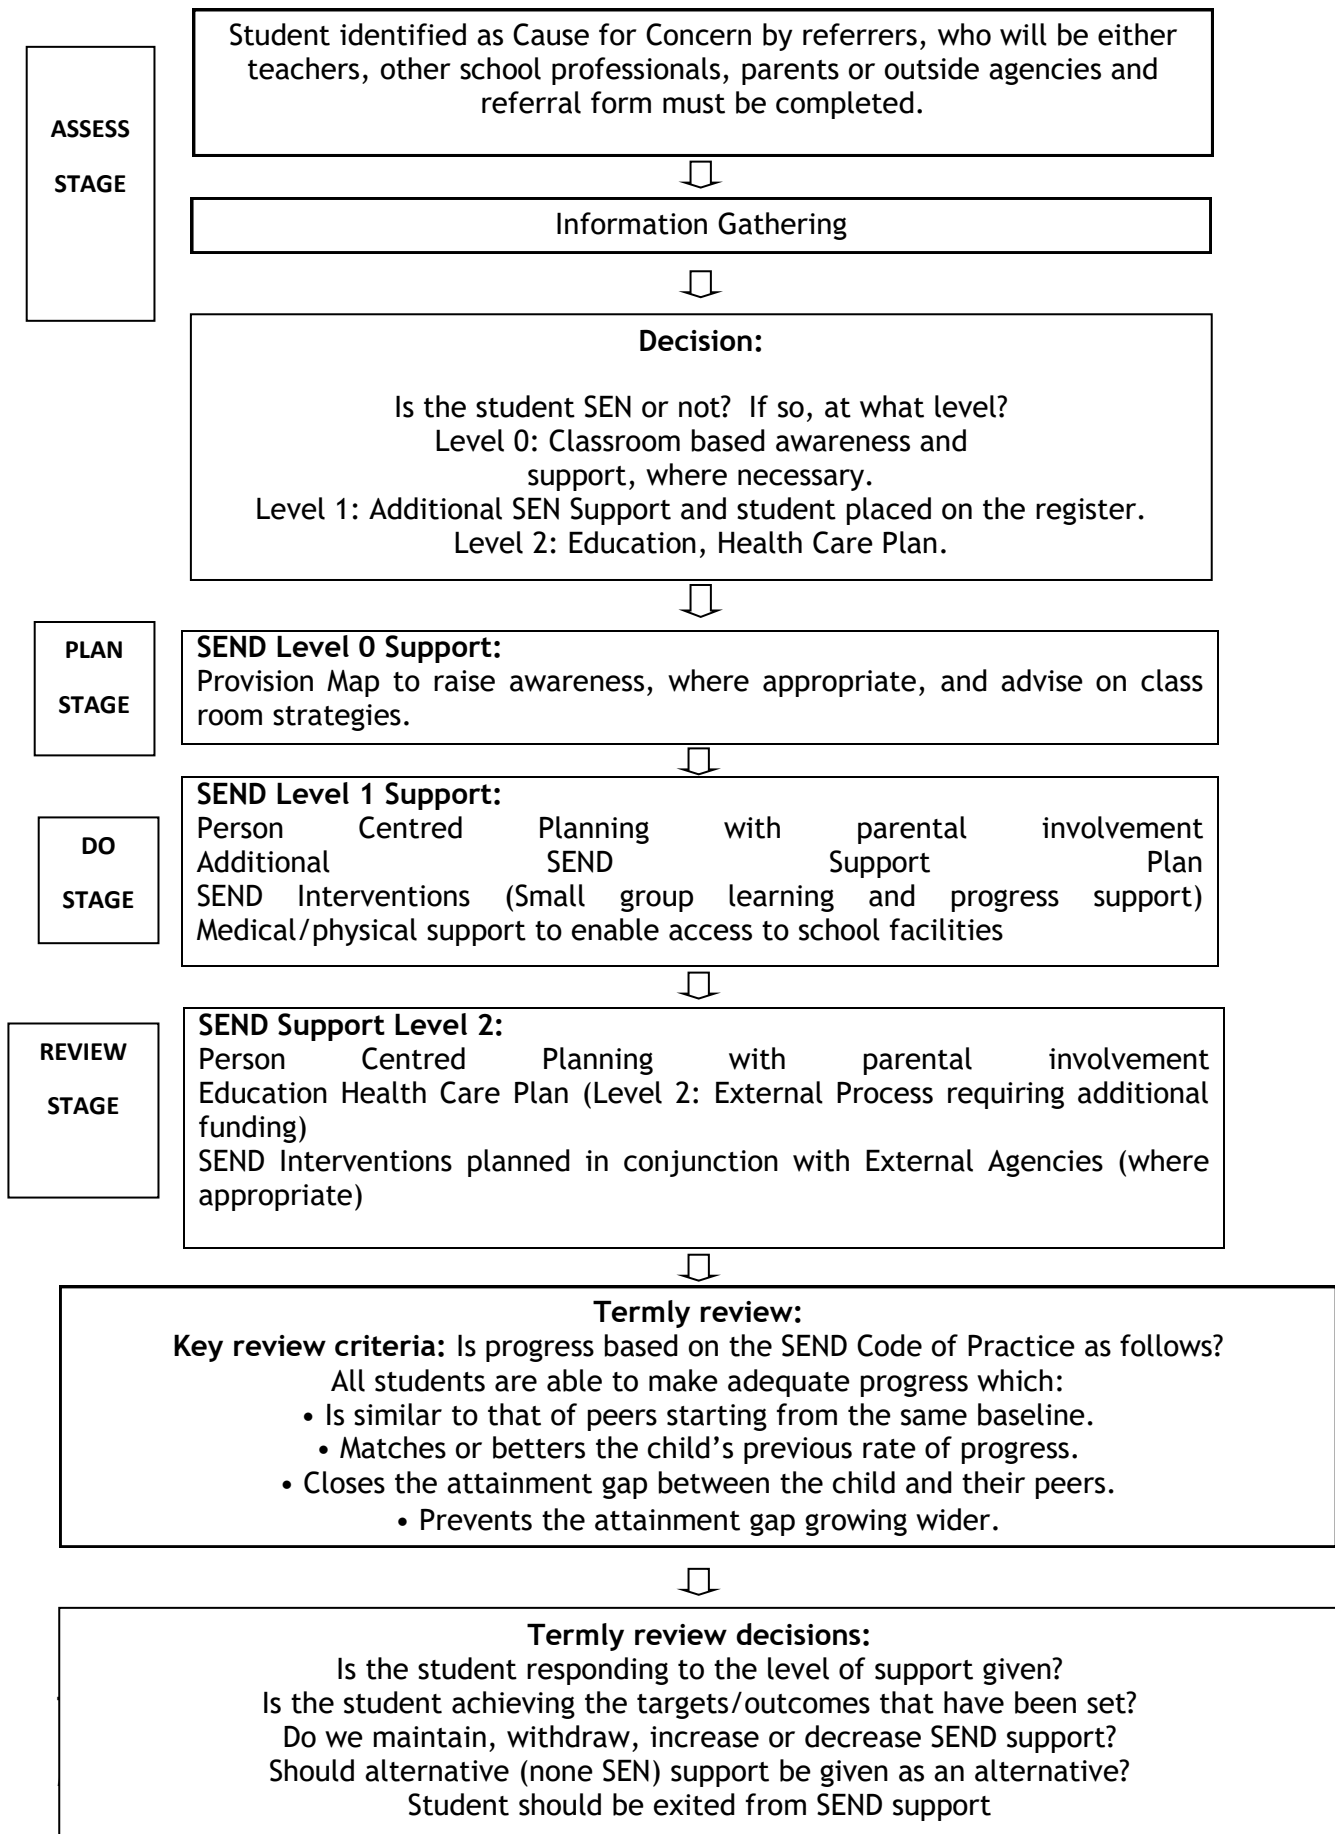 Student identified as Cause for Concern by referrers, who will be either
teachers, other school professionals, parents or outside agencies and
referral form must be completed.
ASSESS
STAGE
Information Gathering
Decision:
Is the student SEN or not? If so, at what level?
Level 0: Classroom based awareness and
support, where necessary.
Level 1: Additional SEN Support and student placed on the register.
Level 2: Education, Health Care Plan.
PLAN
STAGE
SEND Level 0 Support:
Provision Map to raise awareness, where appropriate, and advise on class
room strategies.
DO
STAGE
SEND Level 1 Support:
Person Centred Planning with parental involvement
Additional SEND Support Plan
SEND Interventions (Small group learning and progress support)
Medical/physical support to enable access to school facilities
REVIEW
STAGE
SEND Support Level 2:
Person Centred Planning with parental involvement
Education Health Care Plan (Level 2: External Process requiring additional
funding)
SEND Interventions planned in conjunction with External Agencies (where
appropriate)
Termly review:
Key review criteria: Is progress based on the SEND Code of Practice as follows?
All students are able to make adequate progress which:
• Is similar to that of peers starting from the same baseline.
• Matches or betters the child’s previous rate of progress.
• Closes the attainment gap between the child and their peers.
• Prevents the attainment gap growing wider.
Termly review decisions:
Is the student responding to the level of support given?
Is the student achieving the targets/outcomes that have been set?
Do we maintain, withdraw, increase or decrease SEND support?
Should alternative (none SEN) support be given as an alternative?
Student should be exited from SEND support